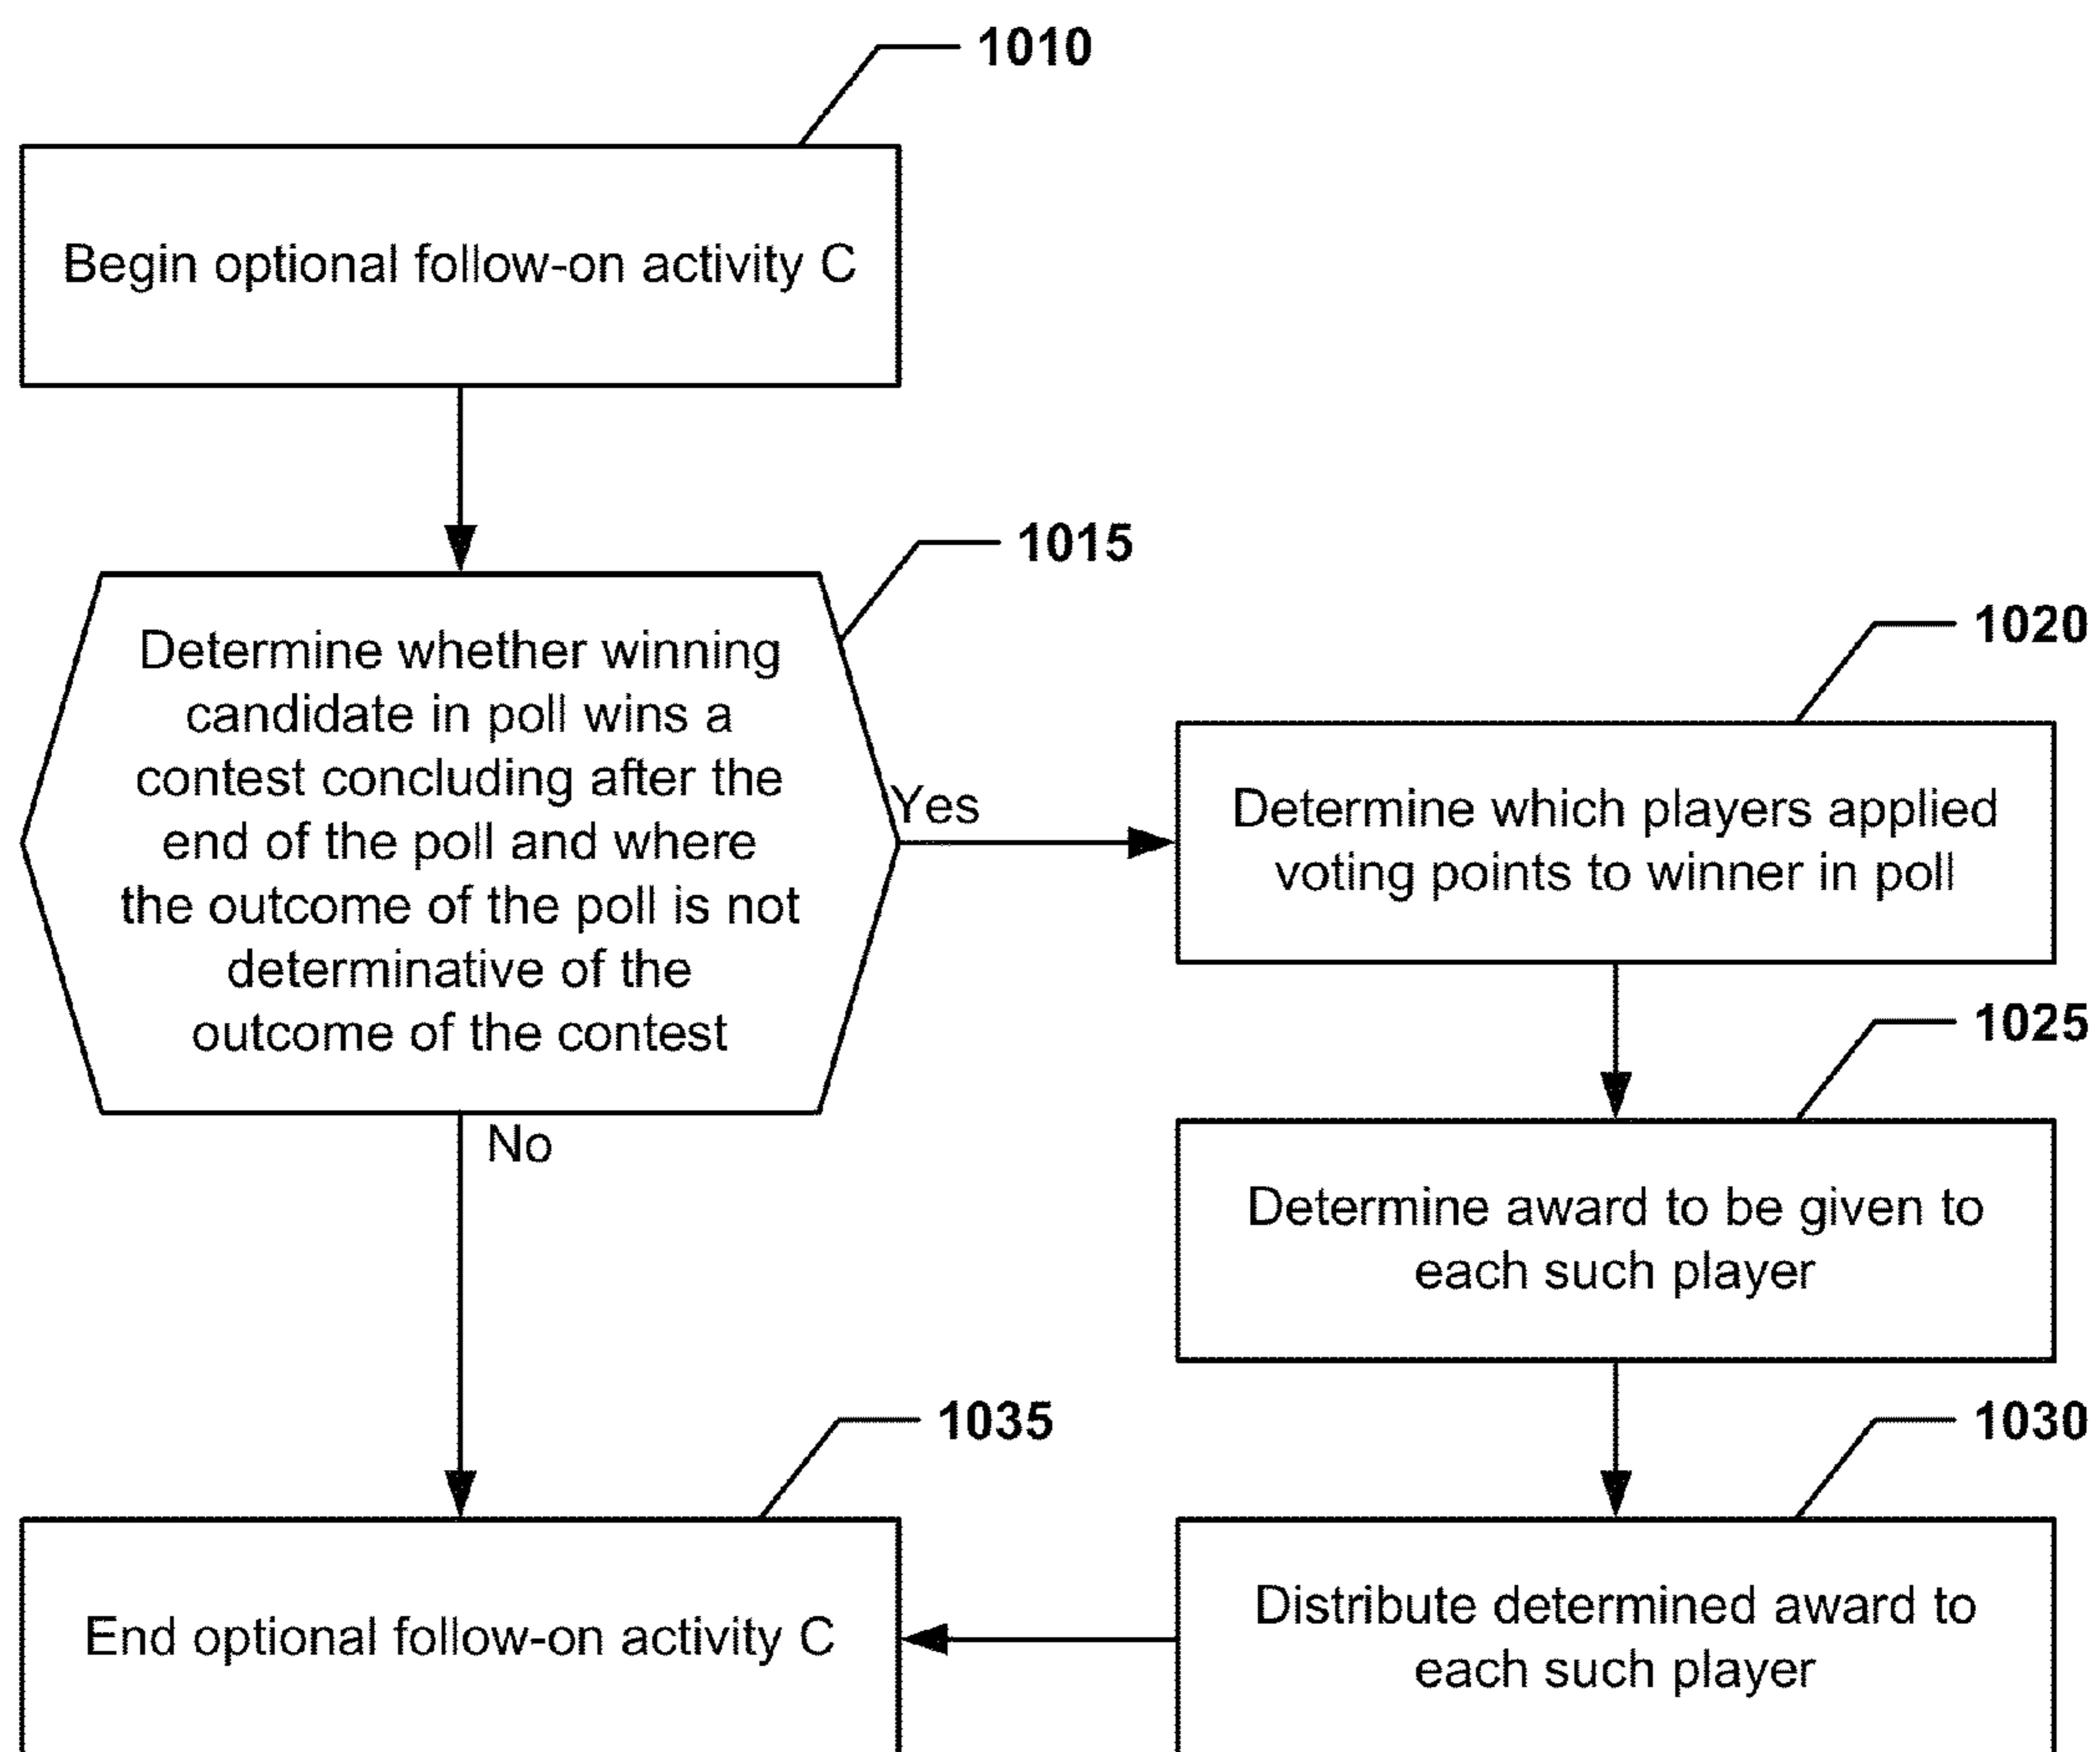 1010
Begin optional follow-on activity C
1015
Determine whether winning
candidate in poll wins a
contest concluding after the
end of the poll and where
the outcome of the poll is not
determinative of the
outcome of the contest
Yes
No
1020
Determine which players applied
voting points to winner in poll
1025
Determine award to be given to
each such player
1030
Distribute determined award to
each such player
1035
End optional follow-on activity C